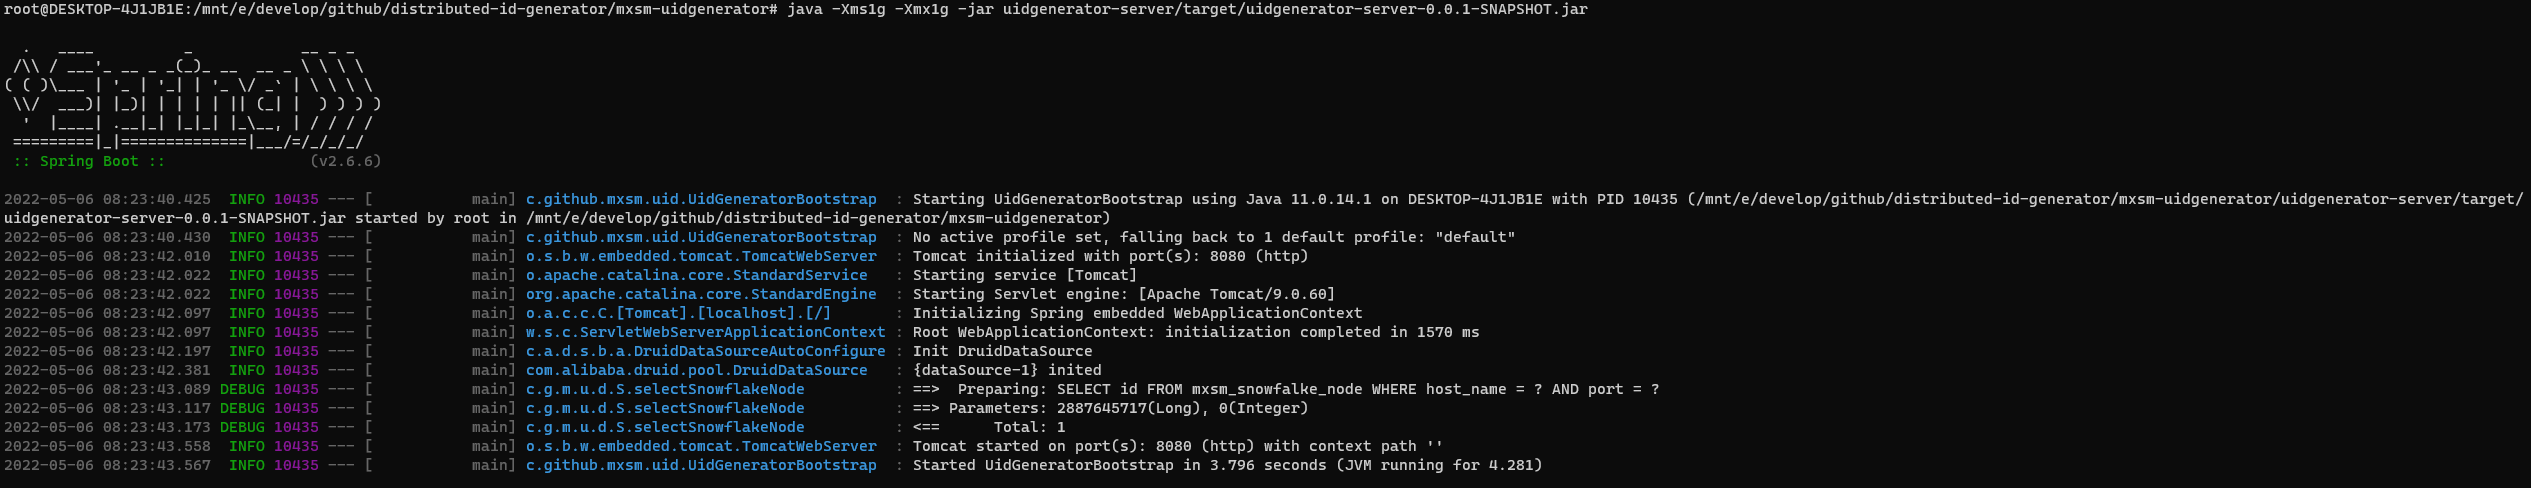 root@DESKTOP-4J1JB1E:/mnt/e/develop/github/distributed-id-generator/mxsm-uidgenerator# java -Xms1g -Xmx1g -jar uidgenerator-server/target/uidgenerator-server-0.0.1-SNAPSHOT.jar

  .   ____          _            __ _ _
 /\\ / ___'_ __ _ _(_)_ __  __ _ \ \ \ \
( ( )\___ | '_ | '_| | '_ \/ _` | \ \ \ \
 \\/  ___)| |_)| | | | | || (_| |  ) ) ) )
  '  |____| .__|_| |_|_| |_\__, | / / / /
 =========|_|==============|___/=/_/_/_/
 :: Spring Boot ::                (v2.6.6)

2022-05-06 08:23:40.425  INFO 10435 --- [           main] c.github.mxsm.uid.UidGeneratorBootstrap  : Starting UidGeneratorBootstrap using Java 11.0.14.1 on DESKTOP-4J1JB1E with PID 10435 (/mnt/e/develop/github/distributed-id-generator/mxsm-uidgenerator/uidgenerator-server/target/
uidgenerator-server-0.0.1-SNAPSHOT.jar started by root in /mnt/e/develop/github/distributed-id-generator/mxsm-uidgenerator)
2022-05-06 08:23:40.430  INFO 10435 --- [           main] c.github.mxsm.uid.UidGeneratorBootstrap  : No active profile set, falling back to 1 default profile: "default"
2022-05-06 08:23:42.010  INFO 10435 --- [           main] o.s.b.w.embedded.tomcat.TomcatWebServer  : Tomcat initialized with port(s): 8080 (http)
2022-05-06 08:23:42.022  INFO 10435 --- [           main] o.apache.catalina.core.StandardService   : Starting service [Tomcat]
2022-05-06 08:23:42.022  INFO 10435 --- [           main] org.apache.catalina.core.StandardEngine  : Starting Servlet engine: [Apache Tomcat/9.0.60]
2022-05-06 08:23:42.097  INFO 10435 --- [           main] o.a.c.c.C.[Tomcat].[localhost].[/]       : Initializing Spring embedded WebApplicationContext
2022-05-06 08:23:42.097  INFO 10435 --- [           main] w.s.c.ServletWebServerApplicationContext : Root WebApplicationContext: initialization completed in 1570 ms
2022-05-06 08:23:42.197  INFO 10435 --- [           main] c.a.d.s.b.a.DruidDataSourceAutoConfigure : Init DruidDataSource
2022-05-06 08:23:42.381  INFO 10435 --- [           main] com.alibaba.druid.pool.DruidDataSource   : {dataSource-1} inited
2022-05-06 08:23:43.089 DEBUG 10435 --- [           main] c.g.m.u.d.S.selectSnowflakeNode          : ==>  Preparing: SELECT id FROM mxsm_snowfalke_node WHERE host_name = ? AND port = ?
2022-05-06 08:23:43.117 DEBUG 10435 --- [           main] c.g.m.u.d.S.selectSnowflakeNode          : ==> Parameters: 2887645717(Long), 0(Integer)
2022-05-06 08:23:43.173 DEBUG 10435 --- [           main] c.g.m.u.d.S.selectSnowflakeNode          : <==      Total: 1
2022-05-06 08:23:43.558  INFO 10435 --- [           main] o.s.b.w.embedded.tomcat.TomcatWebServer  : Tomcat started on port(s): 8080 (http) with context path ''
2022-05-06 08:23:43.567  INFO 10435 --- [           main] c.github.mxsm.uid.UidGeneratorBootstrap  : Started UidGeneratorBootstrap in 3.796 seconds (JVM running for 4.281)